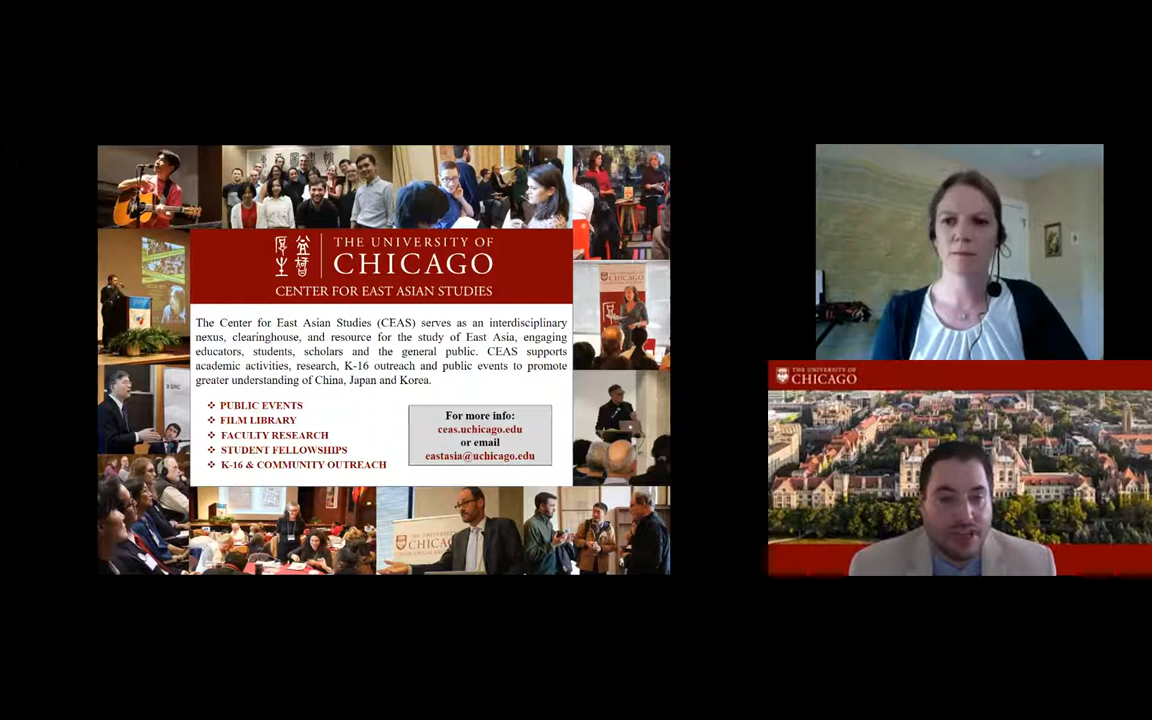 THE UNIVERSITY OF
CHICAGO
CENTER FOR EAST ASIAN STUDIES
The Center for East Asian Studies (CEAS) serves as an interdisciplinary
nexus, clearinghouse, and resource for the study of East Asia, engaging
educators, students, scholars and the general public. CEAS supports
academic activities, research, K-16 outreach and public events to promote
greater understanding of China, Japan and Korea.
❖ PUBLIC EVENTS
❖ FILM LIBRARY
❖ FACULTY RESEARCH
❖ STUDENT FELLOWSHIPS
❖ K-16 & COMMUNITY OUTREACH
For more info:
ceas.uchicago.edu
or email
eastasia@uchicago.edu
THE UNIVERSITY OF
CHICAGO